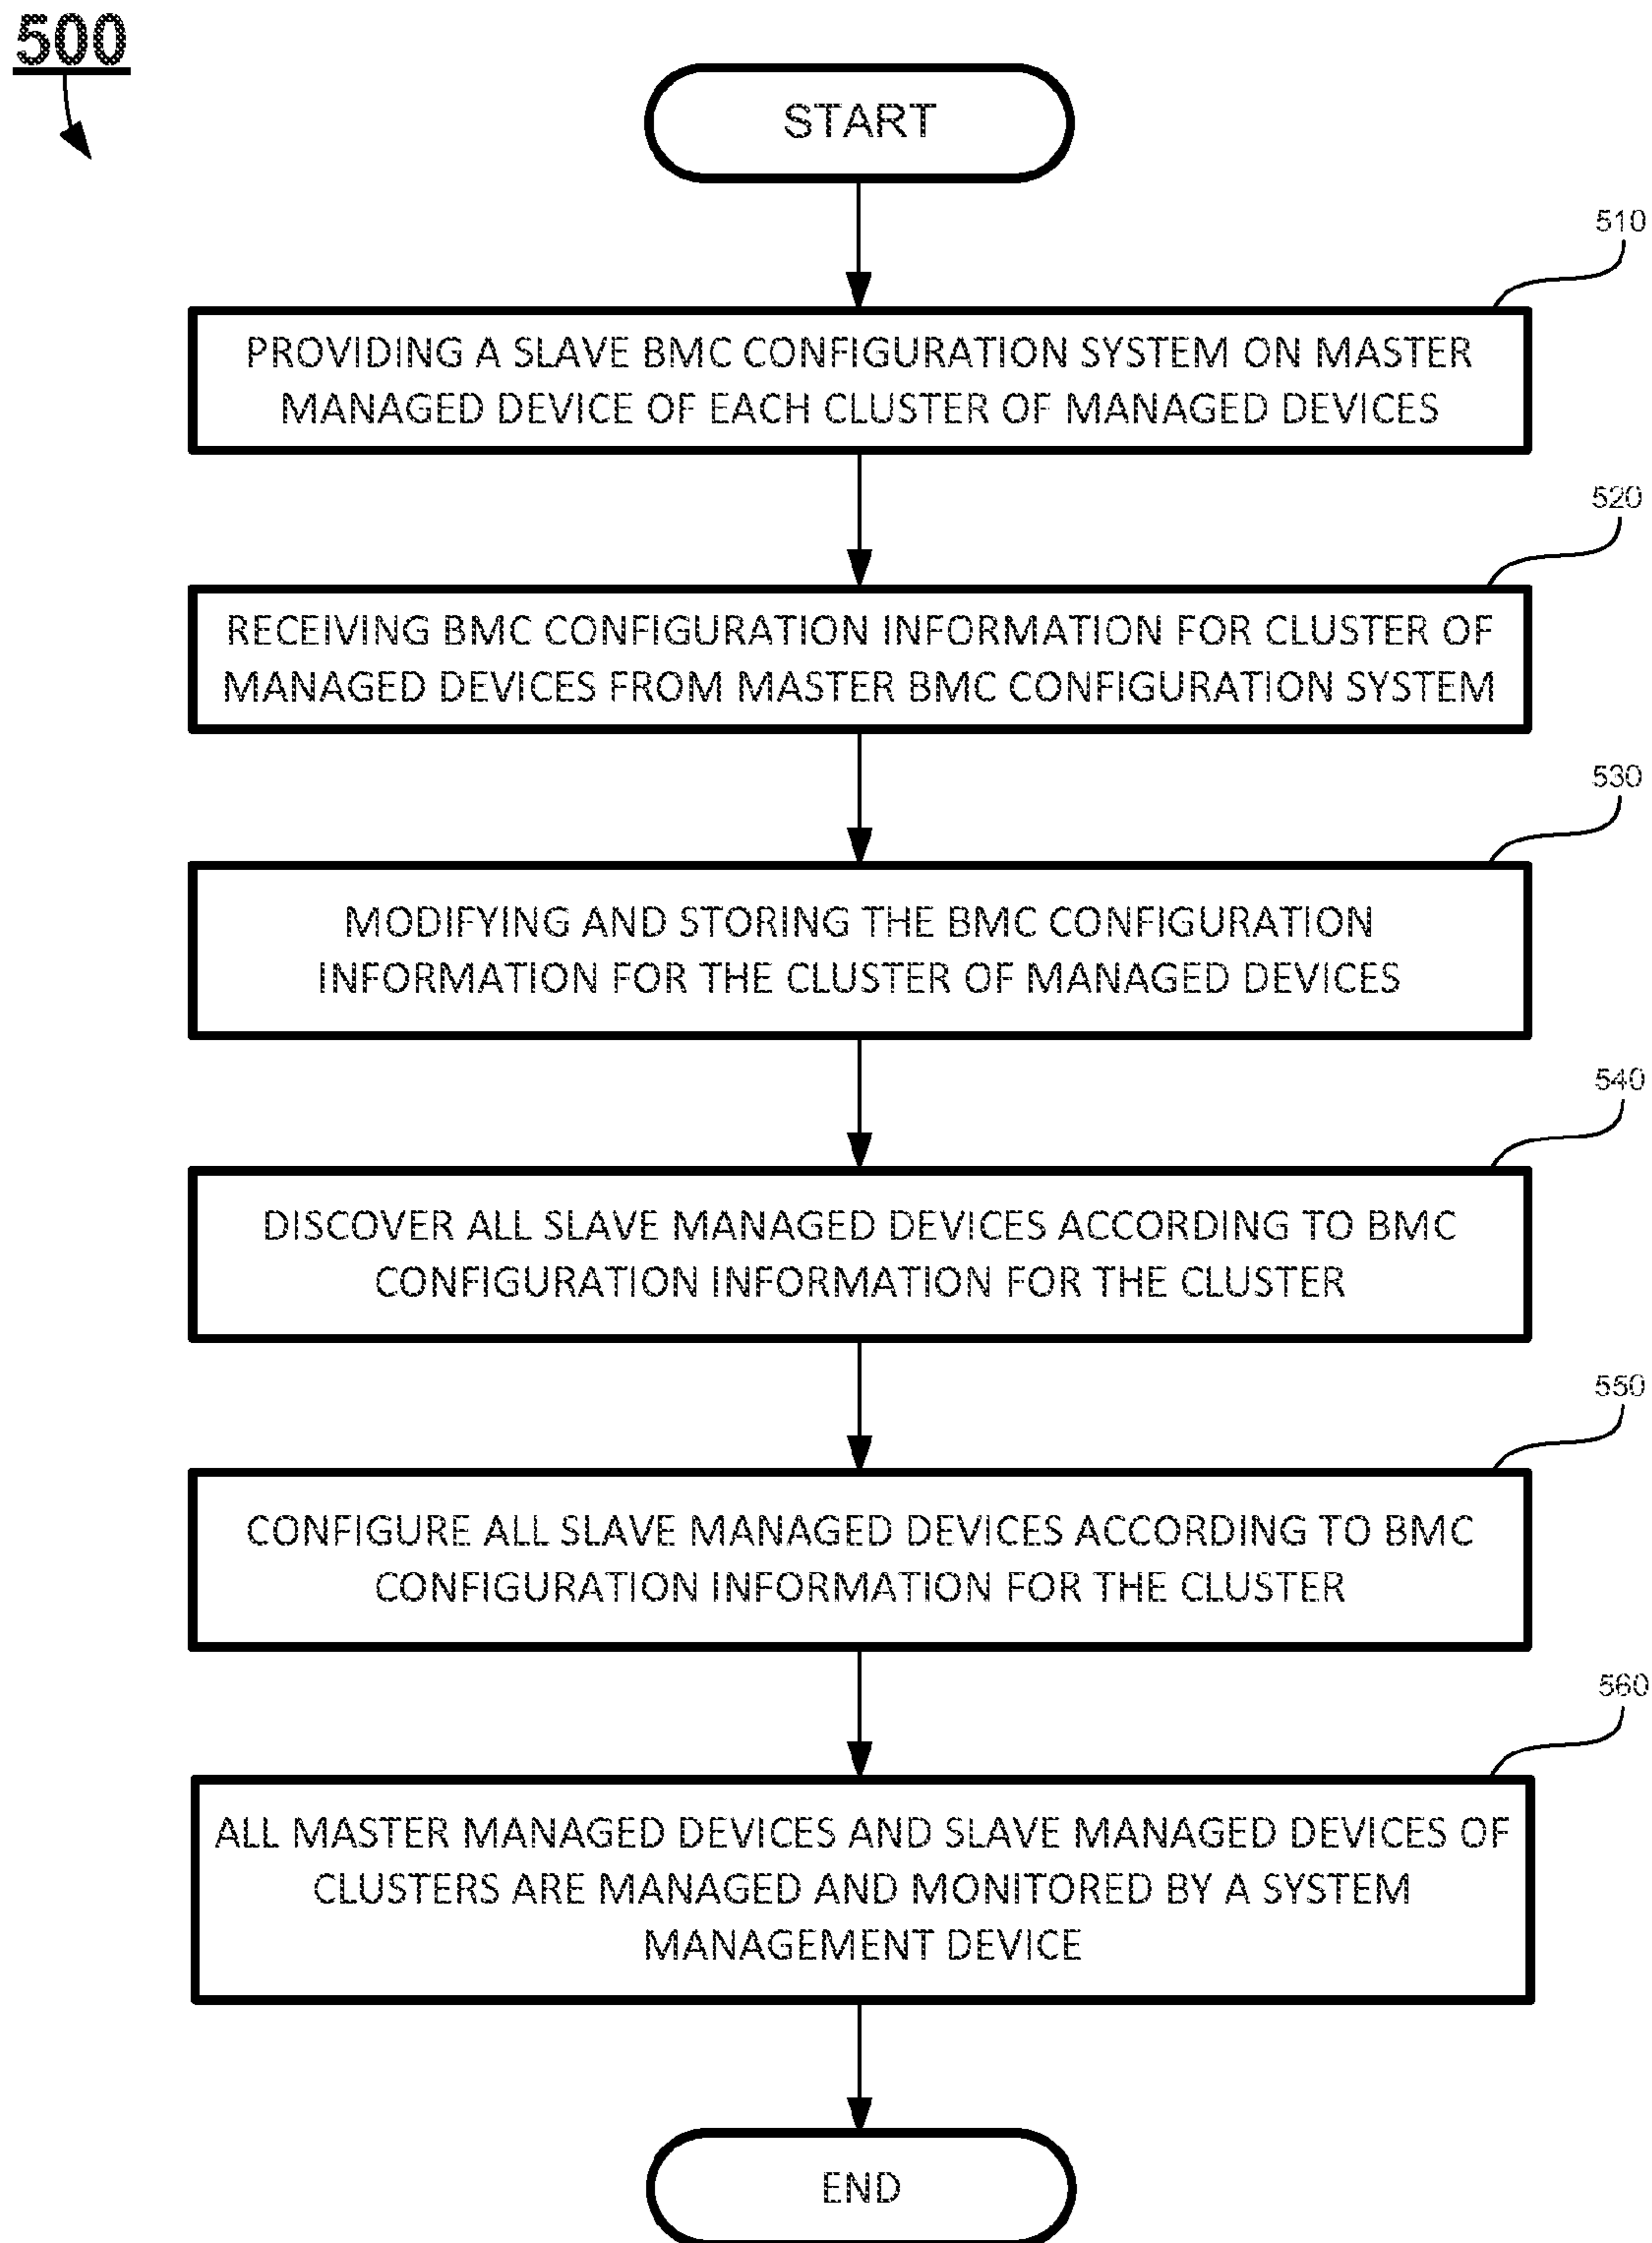 500
START
510
PROVIDING A SLAVE BMC CONFIGURATION SYSTEM ON MASTER
MANAGED DEVICE OF EACH CLUSTER OF MANAGED DEVICES
520
RECEIVING BMC CONFIGURATION INFORMATION FOR CLUSTER OF
MANAGED DEVICES FROM MASTER BMC CONFIGURATION SYSTEM
530
MODIFYING AND STORING THE BMC CONFIGURATION
INFORMATION FOR THE CLUSTER OF MANAGED DEVICES
540
DISCOVER ALL SLAVE MANAGED DEVICES ACCORDING TO BMC
CONFIGURATION INFORMATION FOR THE CLUSTER
550
CONFIGURE ALL SLAVE MANAGED DEVICES ACCORDING TO BMC
CONFIGURATION INFORMATION FOR THE CLUSTER
560
ALL MASTER MANAGED DEVICES AND SLAVE MANAGED DEVICES OF
CLUSTERS ARE MANAGED AND MONITORED BY A SYSTEM
MANAGEMENT DEVICE
END